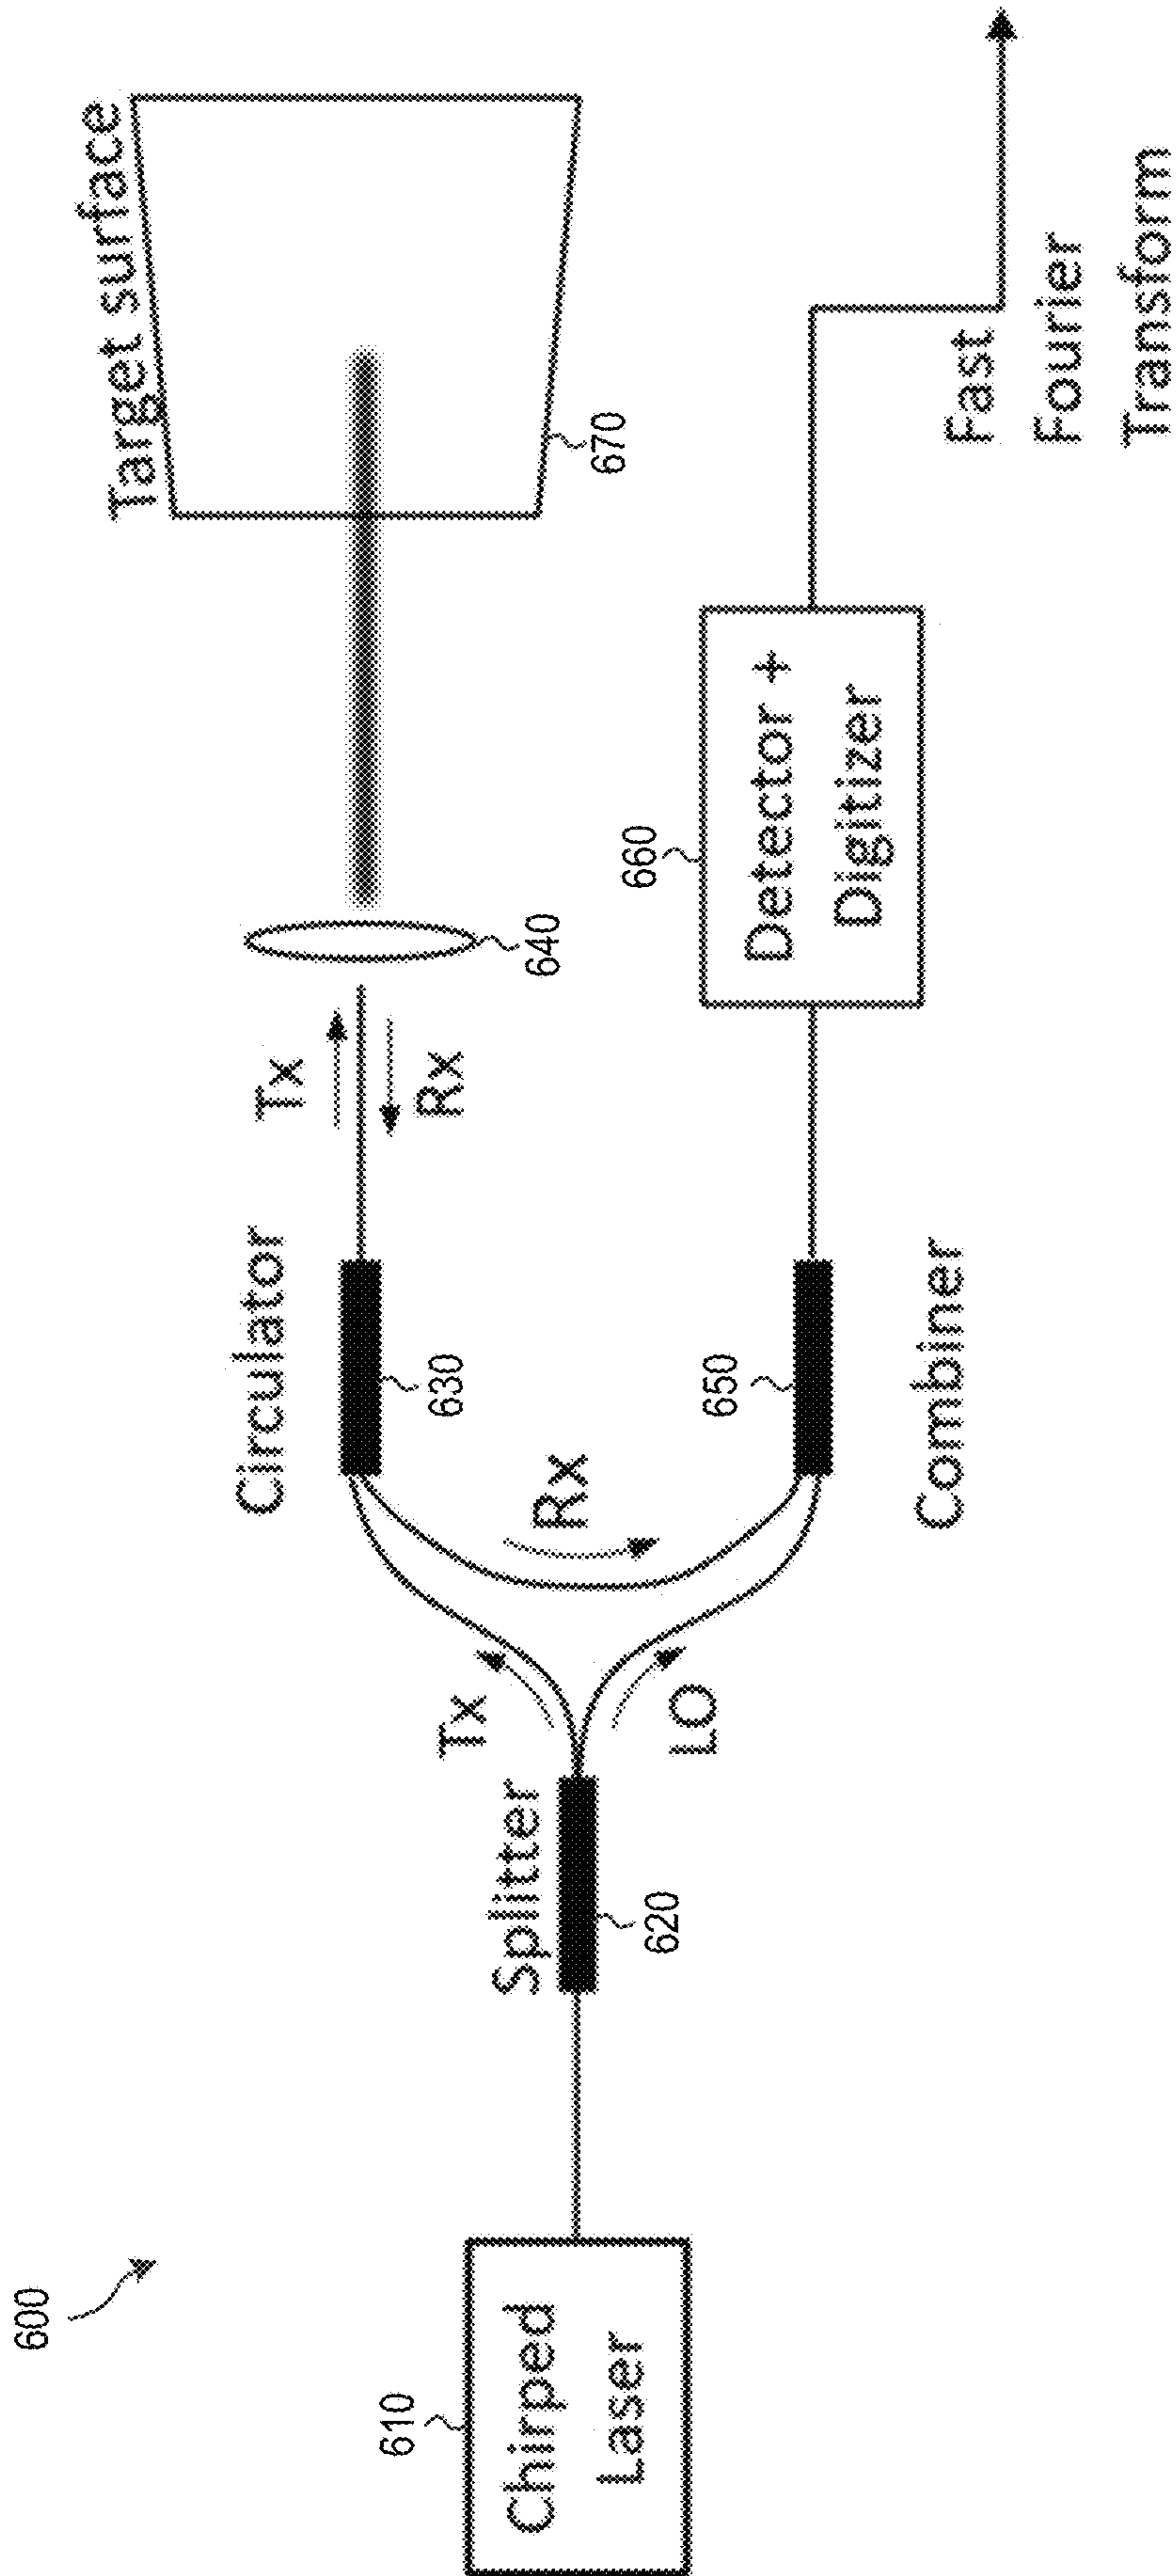 600
610
Chirped
Laser
Splitter
620
Tx
LO
Rx
Circulator
630
650
Combiner
Tx
Rx
640
Target surface
670
660
Detector +
Digitizer
Fast
Fourier
Transform